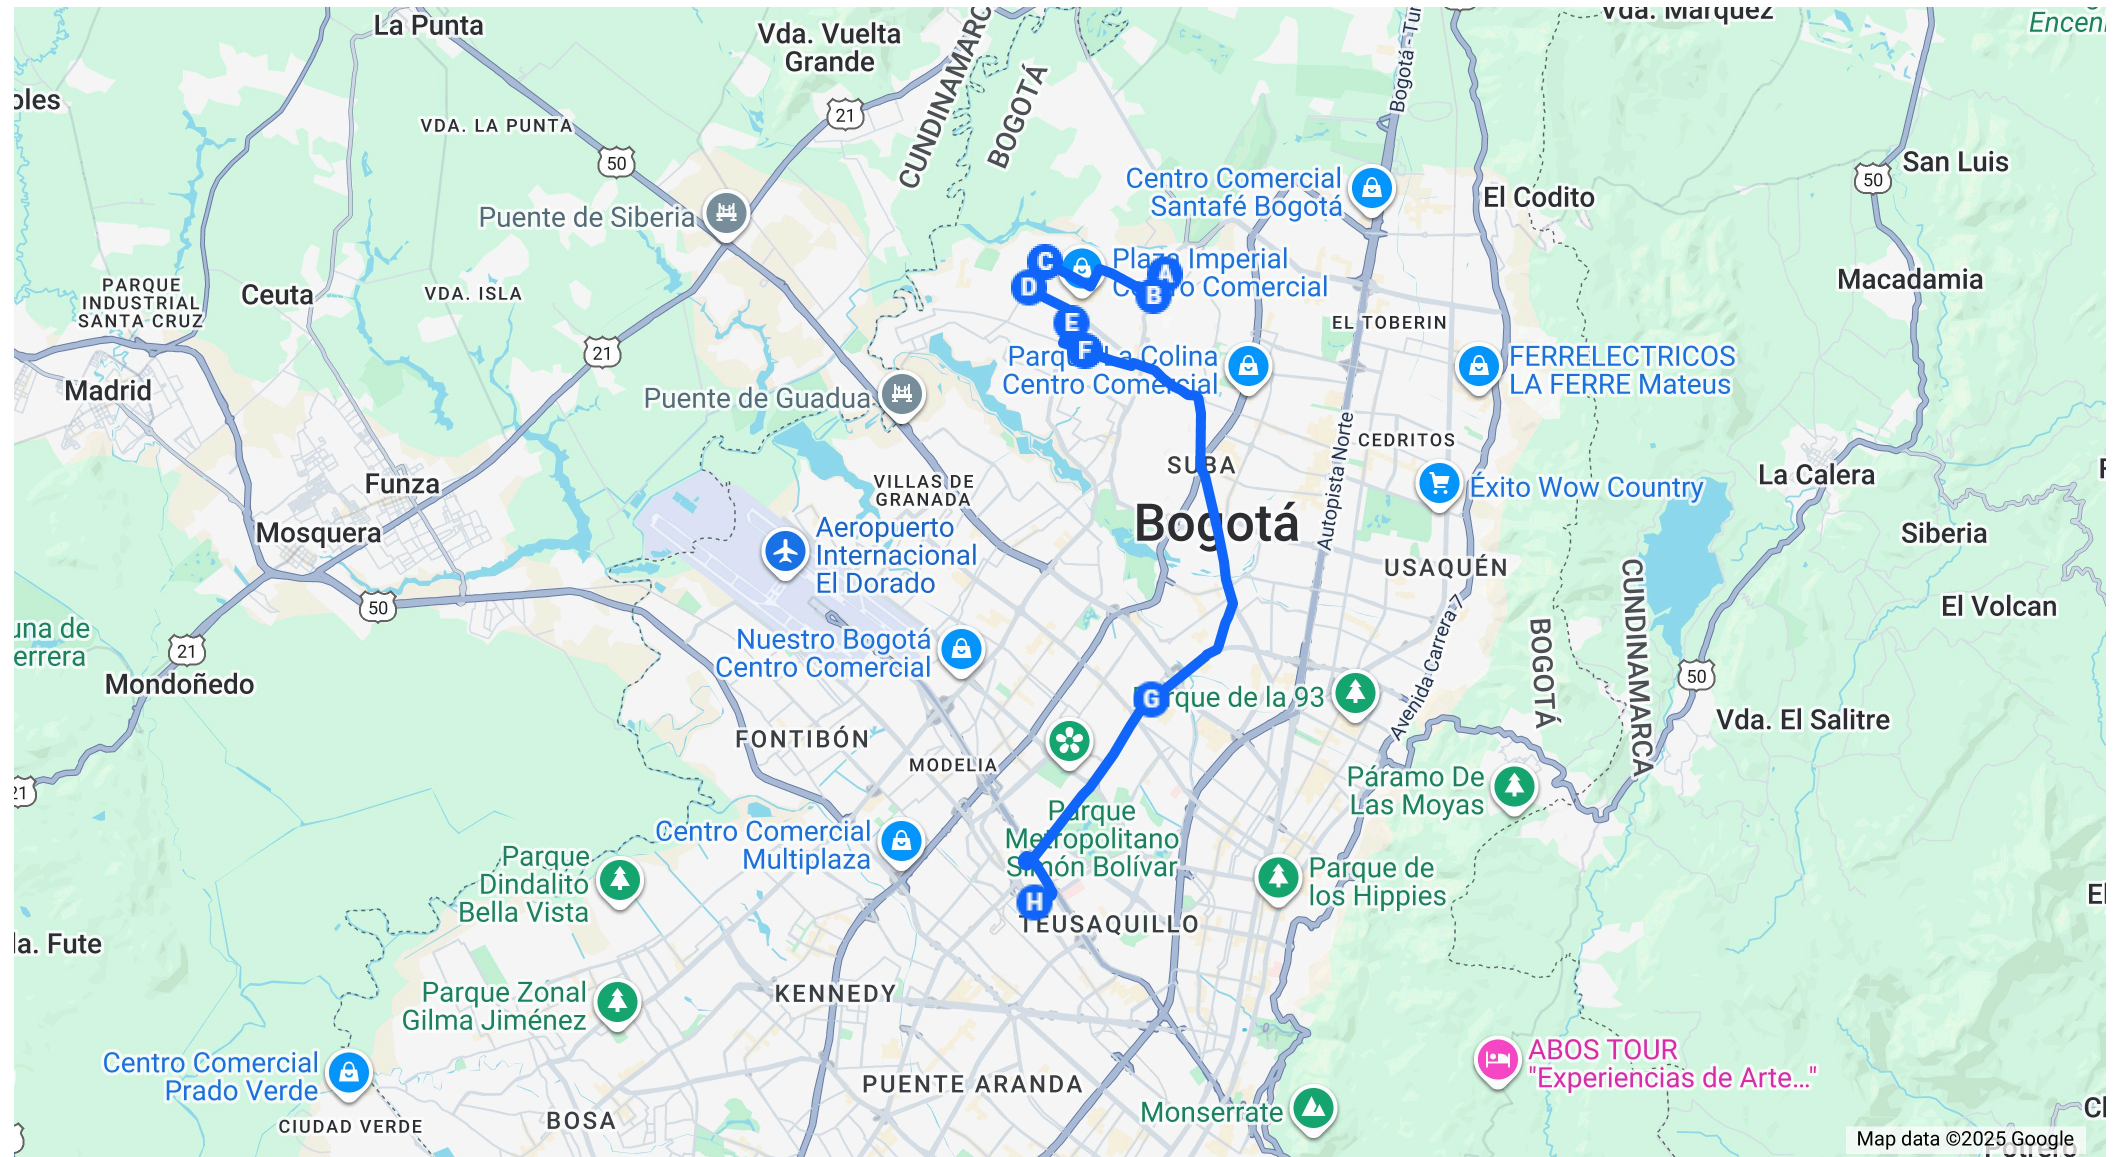 La Punta
Vda. Vuelta
Grande
CUNDINAMARC
BOGOTÁ
Bogotá - Tu
Vda. Marquez
oles
VDA. LA PUNTA
21
50
San Luis
50
Centro Comercial
Santafé Bogotá
El Codito
Puente de Siberia
PARQUE
INDUSTRIAL
SANTA CRUZ
Ceuta
VDA. ISLA
C
D
Plaza Imperial
Centro Comercial
A
B
Macadamia
E
F
EL TOBERIN
21
Parque La Colina
Centro Comercial
FERRELECTRICOS
LA FERRE Mateus
Madrid
Puente de Guadua
Autopista Norte
CEDRITOS
SUBA
Funza
VILLAS DE
GRANADA
Éxito Wow Country
La Calera
Mosquera
Bogotá
Aeropuerto
Internacional
El Dorado
Siberia
USAQUÉN
50
El Volcan
CUNDINAMARCA
BOGOTÁ
una de
errera
21
Nuestro Bogotá
Centro Comercial
Avenida Carrera 7
Mondoñedo
50
G
Parque de la 93
Vda. El Salitre
FONTIBÓN
MODELIA
21
Páramo De
Las Moyas
Parque
Metropolitano
Simón Bolívar
Centro Comercial
Multiplaza
Parque
Dindalito
Bella Vista
Parque de
los Hippies
H
TEUSAQUILLO
El
la. Fute
KENNEDY
Parque Zonal
Gilma Jiménez
Centro Comercial
Prado Verde
ABOS TOUR
"Experiencias de Arte..."
PUENTE ARANDA
Monserrate
BOSA
CIUDAD VERDE
Map data ©2025 Google